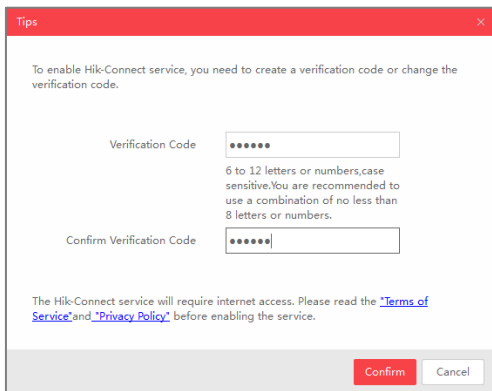 Tips
To enable Hik-Connect service, you need to create a verification code or change the
verification code.
Verification Code
●●●●●●
6 to 12 letters or numbers,case
sensitive.You are recommended to
use a combination of no less than
8 letters or numbers.
Confirm Verification Code
●●●●●●
The Hik-Connect service will require internet access. Please read the "Terms of
Service"and "Privacy Policy" before enabling the service.
Confirm
Cancel